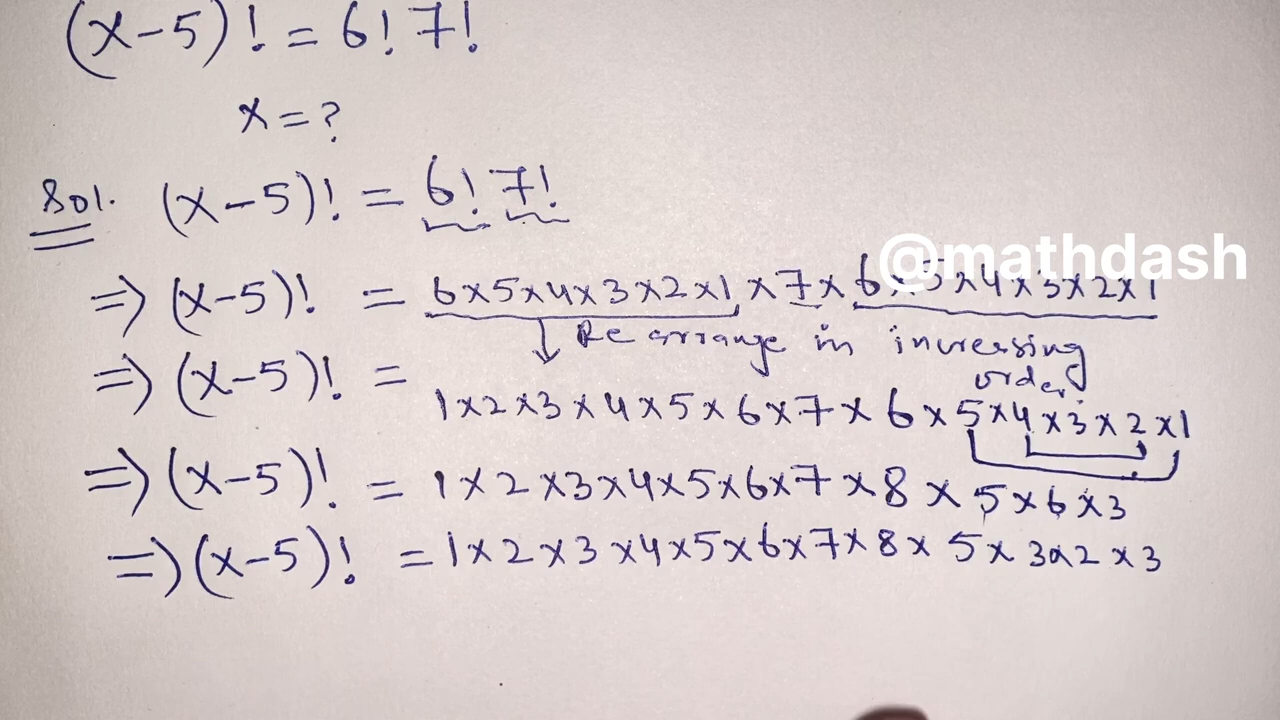 (x-5)! = 6! 7!
x = ?
Sol. (x-5)! = 6! 7!
@mathdash
=> (x-5)! = 6×5×4×3×2×1 × 7 × 6×5×4×3×2×1
Re arrange in increasing order
=> (x-5)! = 1×2×3×4×5×6×7×6×5×4×3×2×1
=> (x-5)! = 1×2×3×4×5×6×7×8×5×6×3
=> (x-5)! = 1×2×3×4×5×6×7×8×5×3×2×3